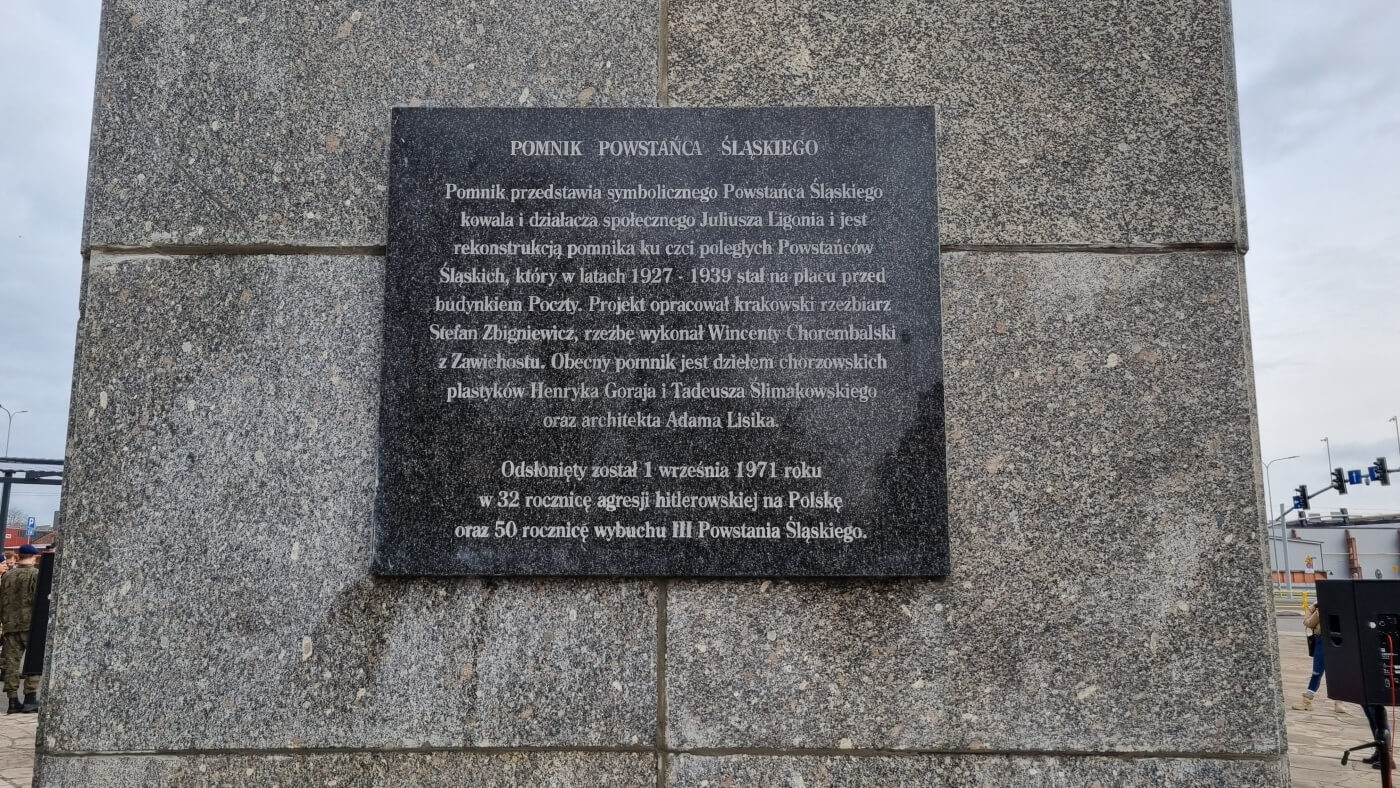 POMNIK POWSTAŃCA ŚLĄSKIEGO
Pomnik przedstawia symbolicznego Powstańca Śląskiego
kowala i działacza społecznego Juliusza Ligonia i jest
rekonstrukcją pomnika ku czci poległych Powstańców
Śląskich, który w latach 1927 - 1939 stał na placu przed
budynkiem Poczty. Projekt opracował krakowski rzeźbiarz
Stefan Zbigniewicz, rzeźbę wykonał Wincenty Chorembalski
z Zawichostu. Obecny pomnik jest dziełem chorzowskich
plastyków Henryka Goraja i Tadeusza Ślimakowskiego
oraz architekta Adama Lisika.
Odsłonięty został 1 września 1971 roku
w 32 rocznicę agresji hitlerowskiej na Polskę
oraz 50 rocznicę wybuchu III Powstania Śląskiego.